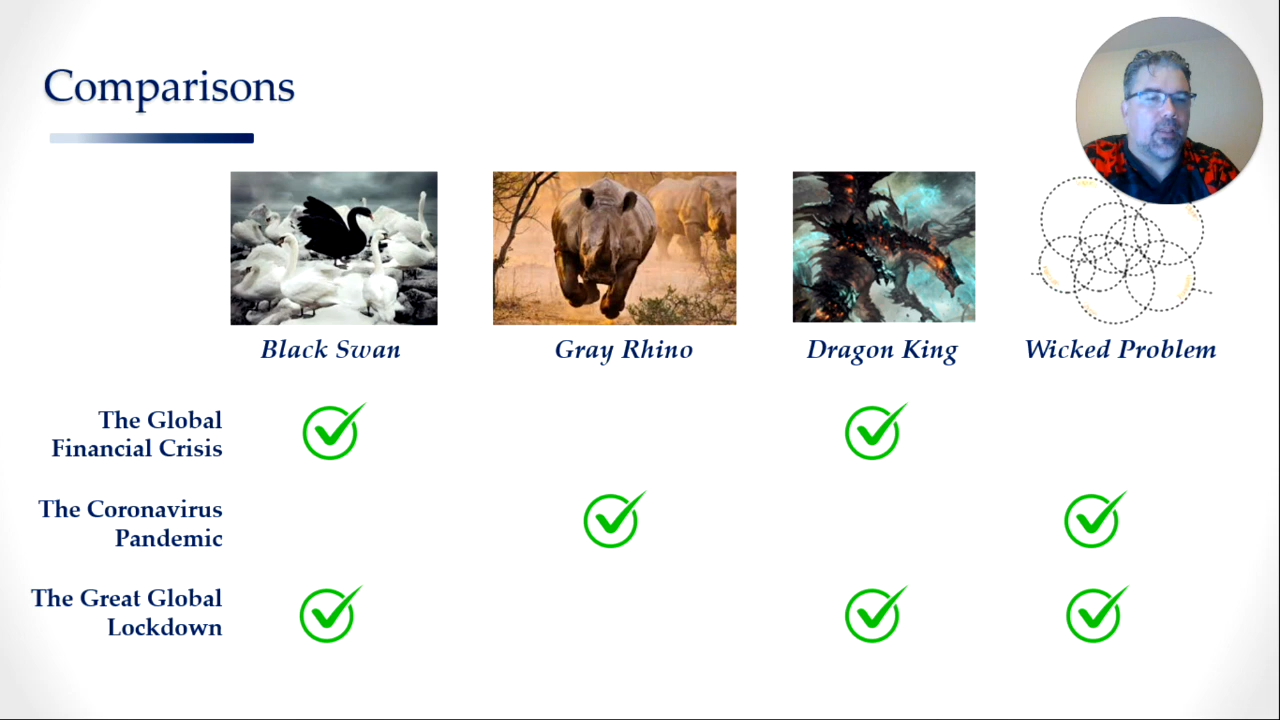 Comparisons
Black Swan
Gray Rhino
Dragon King
Wicked Problem
The Global
Financial Crisis
The Coronavirus
Pandemic
The Great Global
Lockdown